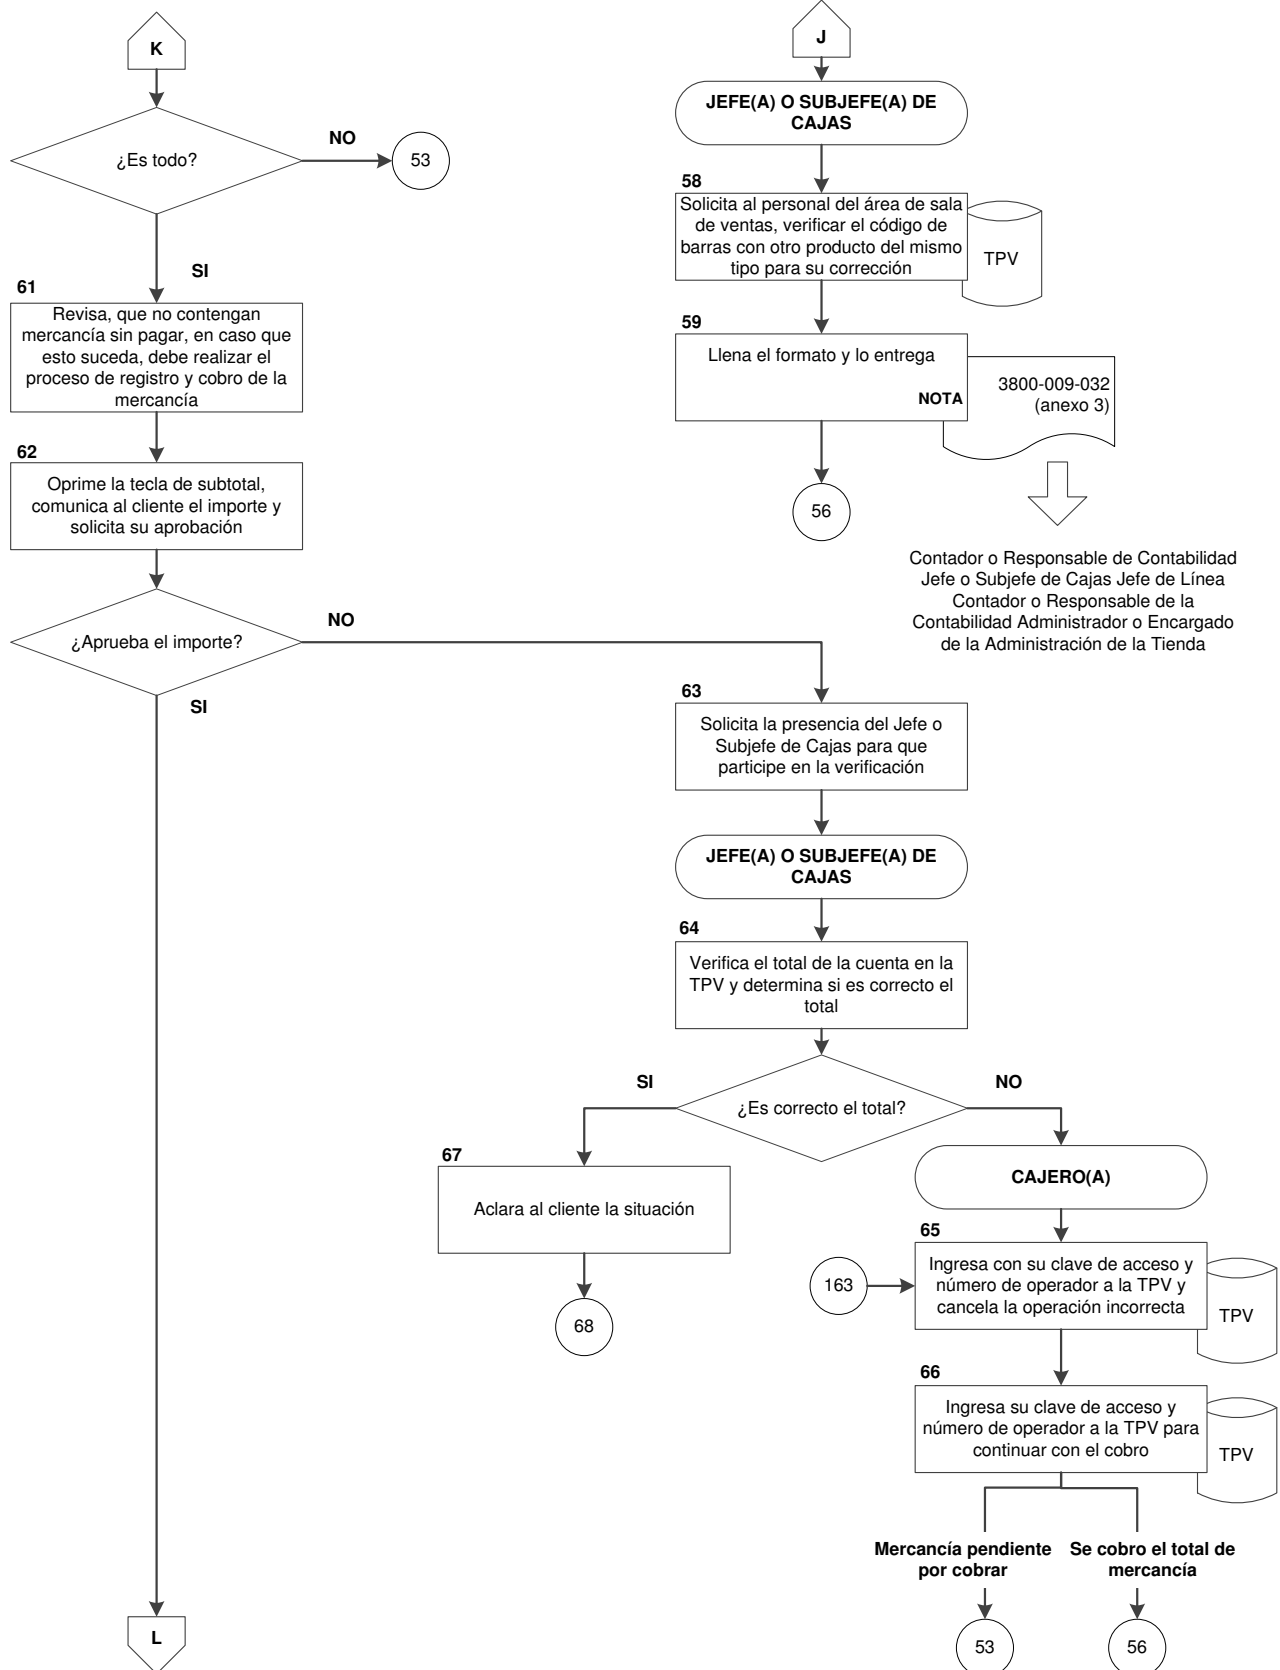 K
¿Es todo?
NO
53
SI
61
Revisa, que no contengan
mercancía sin pagar, en caso que
esto suceda, debe realizar el
proceso de registro y cobro de la
mercancía
62
Oprime la tecla de subtotal,
comunica al cliente el importe y
solicita su aprobación
¿Aprueba el importe?
NO
SI
L
J
JEFE(A) O SUBJEFE(A) DE
CAJAS
58
Solicita al personal del área de sala
de ventas, verificar el código de
barras con otro producto del mismo
tipo para su corrección
TPV
59
Llena el formato y lo entrega
NOTA
3800-009-032
(anexo 3)
56
Contador o Responsable de Contabilidad
Jefe o Subjefe de Cajas Jefe de Línea
Contador o Responsable de la
Contabilidad Administrador o Encargado
de la Administración de la Tienda
63
Solicita la presencia del Jefe o
Subjefe de Cajas para que
participe en la verificación
JEFE(A) O SUBJEFE(A) DE
CAJAS
64
Verifica el total de la cuenta en la
TPV y determina si es correcto el
total
¿Es correcto el total?
SI
NO
67
Aclara al cliente la situación
68
CAJERO(A)
65
Ingresa con su clave de acceso y
número de operador a la TPV y
cancela la operación incorrecta
163
TPV
66
Ingresa su clave de acceso y
número de operador a la TPV para
continuar con el cobro
TPV
Mercancía pendiente
por cobrar
Se cobro el total de
mercancía
53
56